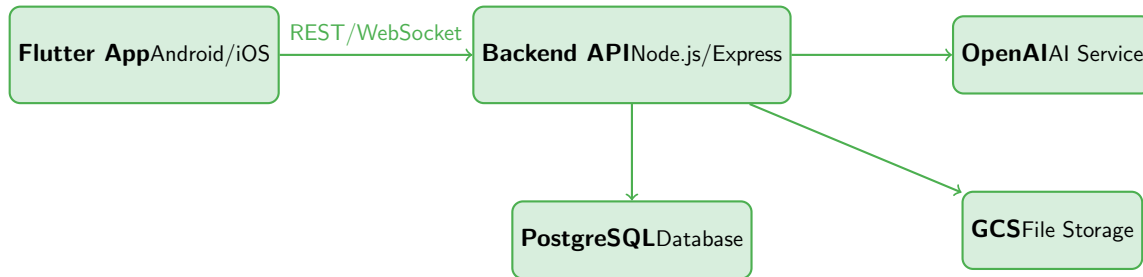 Flutter AppAndroid/iOS
REST/WebSocket
Backend APINode.js/Express
OpenAIAI Service
PostgreSQLDatabase
GCSFile Storage